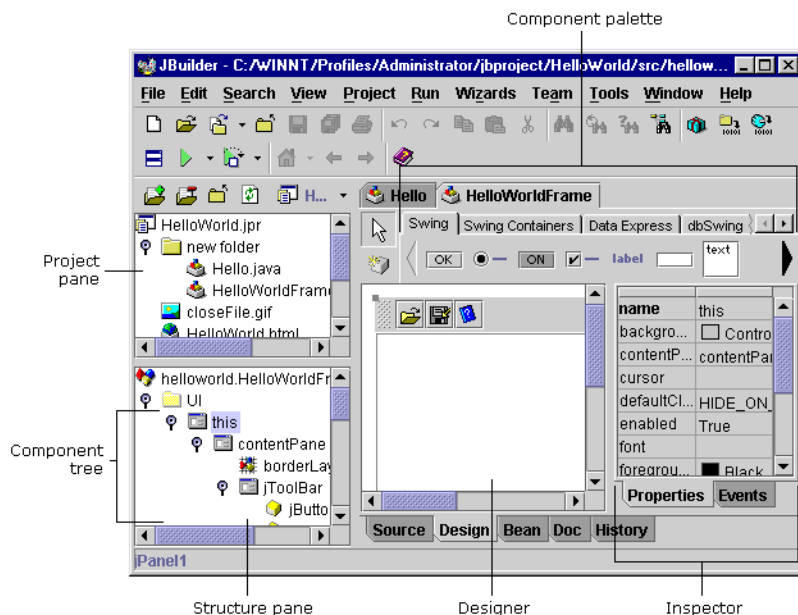 Component palette
JBuilder - C:/WINNT/Profiles/Administrator/jbproject/HelloWorld/src/hellow...
File Edit Search View Project Run Wizards Team Tools Window Help
H...
Hello HelloWorldFrame
Swing Swing Containers Data Express dbSwing
OK ON label text
Project
pane
HelloWorld.jpr
new folder
Hello.java
HelloWorldFram
closeFile.gif
HelloWorld.html
Component
tree
helloworld.HelloWorldFr
UI
this
contentPane
borderLay
jToolBar
jButto
name this
backgro... Contro
contentP... contentPar
cursor
defaultCl... HIDE_ON_
enabled True
font
foregrou... Black
Properties Events
Source Design Bean Doc History
jPanel1
Structure pane
Designer
Inspector